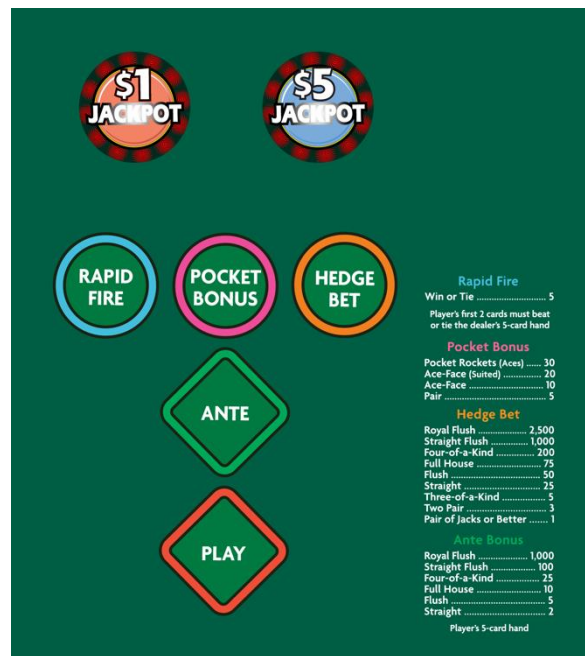 $1
JACKPOT
$5
JACKPOT
RAPID
FIRE
POCKET
BONUS
HEDGE
BET
ANTE
PLAY
Rapid Fire
Win or Tie ............................ 5
Player's first 2 cards must beat
or tie the dealer's 5-card hand
Pocket Bonus
Pocket Rockets (Aces) ...... 30
Ace-Face (Suited) ............... 20
Ace-Face .............................. 10
Pair ........................................ 5
Hedge Bet
Royal Flush .................... 2,500
Straight Flush ............... 1,000
Four-of-a-Kind ................ 200
Full House .......................... 75
Flush .................................... 50
Straight ............................... 25
Three-of-a-Kind .................. 5
Two Pair ............................... 3
Pair of Jacks or Better ....... 1
Ante Bonus
Royal Flush .................... 1,000
Straight Flush .................. 100
Four-of-a-Kind .................. 25
Full House .......................... 10
Flush ...................................... 5
Straight ................................. 2
Player's 5-card hand